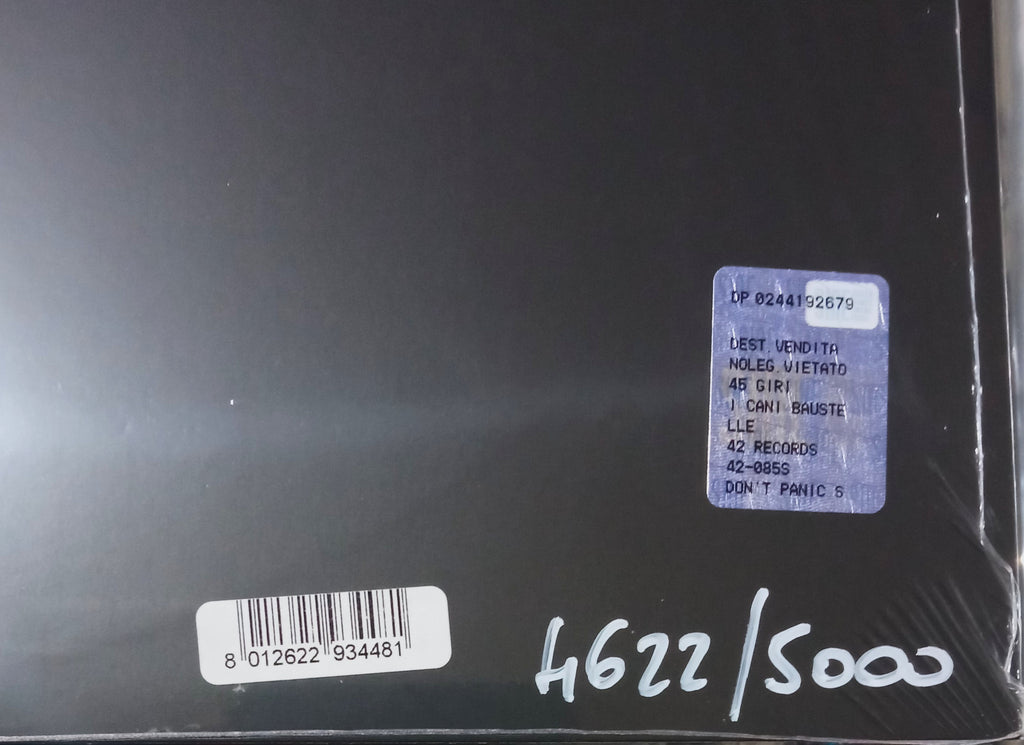 DP 0244192679
DEST.VENDITA
NOLEG.VIETATO
45 GIRI
I CANI BAUSTE
LLE
42 RECORDS
42-085S
DON'T PANIC S
8 012622 934481
4622/5000